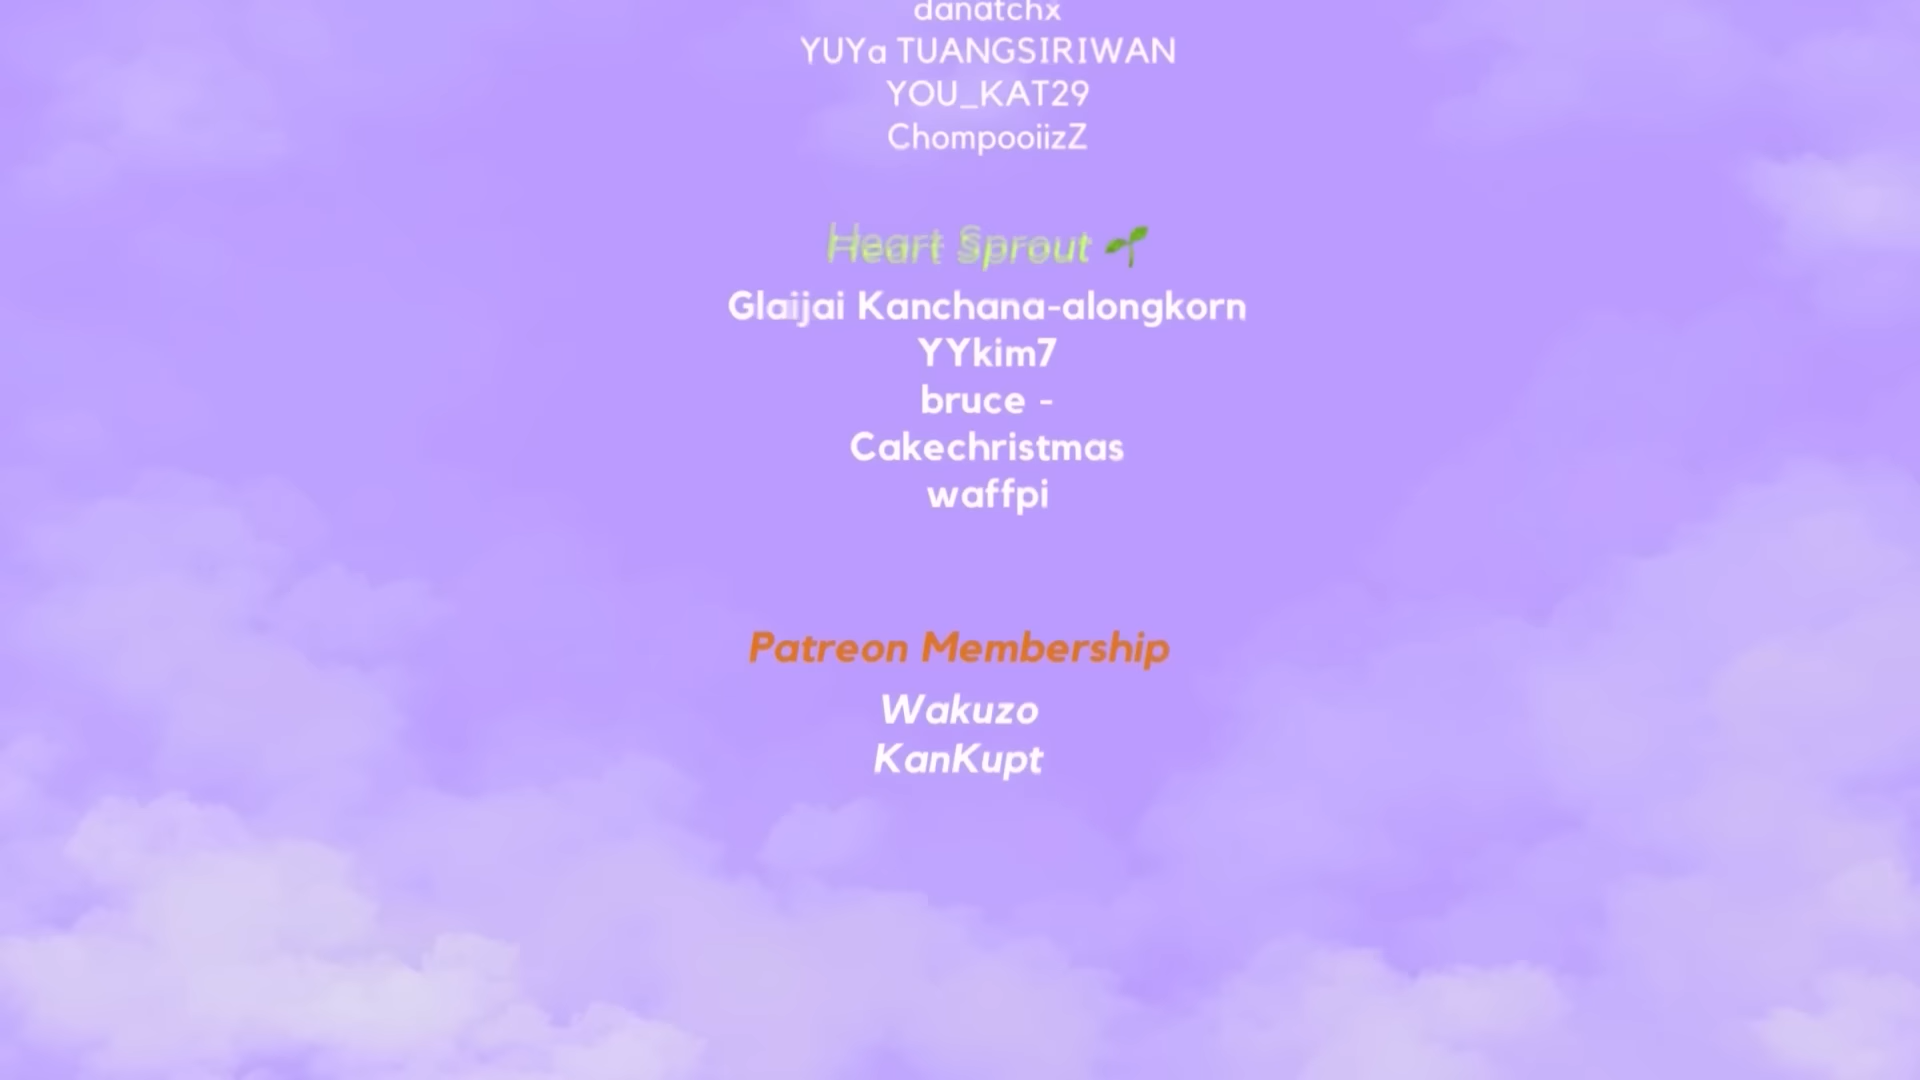 danatchx
YUYa TUANGSIRIWAN
YOU_KAT29
ChompooiizZ
Heart Sprout 🌱
Glaijai Kanchana-alongkorn
YYkim7
bruce -
Cakechristmas
waffpi
Patreon Membership
Wakuzo
KanKupt